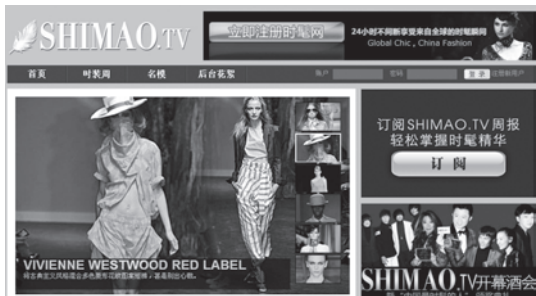 SHIMAO.TV
立即注册时髦网
24小时不间断享受来自全球的时髦瞬间
Global Chic , China Fashion
首页 时装周 名模 后台花絮
账户 密码 登录 注册新用户
订阅SHIMAO.TV周报
轻松掌握时髦精华
订阅
VIVIENNE WESTWOOD RED LABEL
SHIMAO.TV开幕酒会